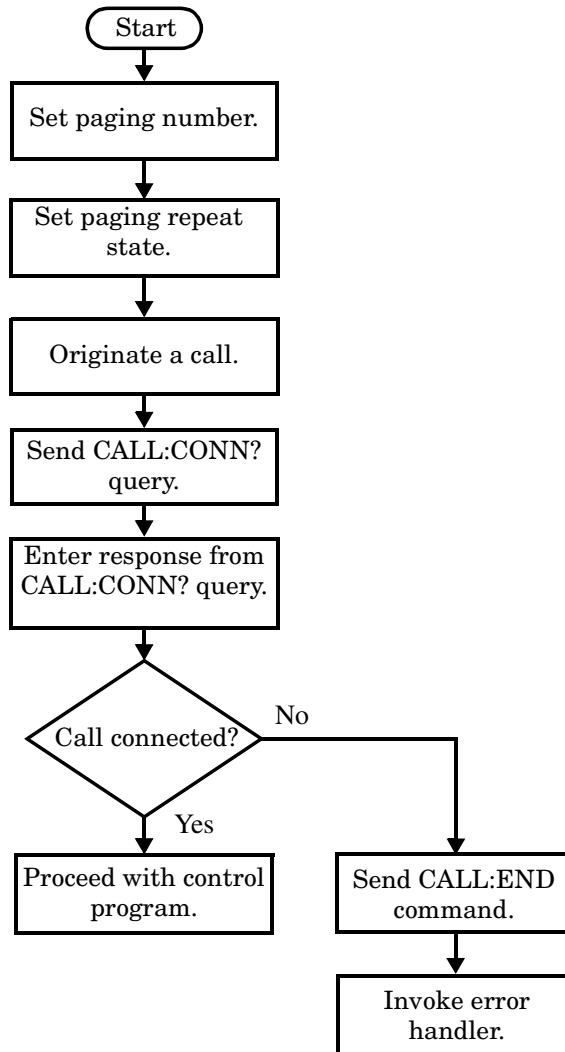 Start
Set paging number.
Set paging repeat
state.
Originate a call.
Send CALL:CONN?
query.
Enter response from
CALL:CONN? query.
Call connected?
No
Yes
Proceed with control
program.
Send CALL:END
command.
Invoke error
handler.